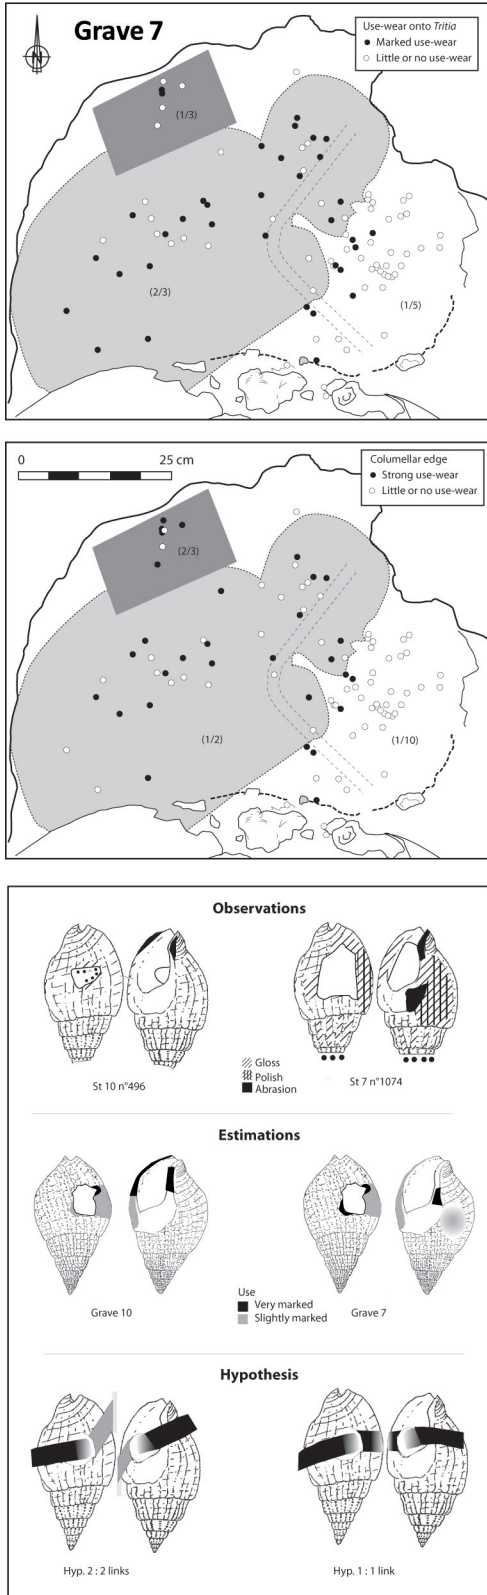 N
Grave 7
Use-wear onto Tritia
Marked use-wear
Little or no use-wear
(1/3)
(2/3)
(1/5)
0 25 cm
Columellar edge
Strong use-wear
Little or no use-wear
(2/3)
(1/2)
(1/10)
Observations
Gloss
Polish
Abrasion
St 10 n°496
St 7 n°1074
Estimations
Use
Very marked
Slightly marked
Grave 10
Grave 7
Hypothesis
Hyp. 2 : 2 links
Hyp. 1 : 1 link